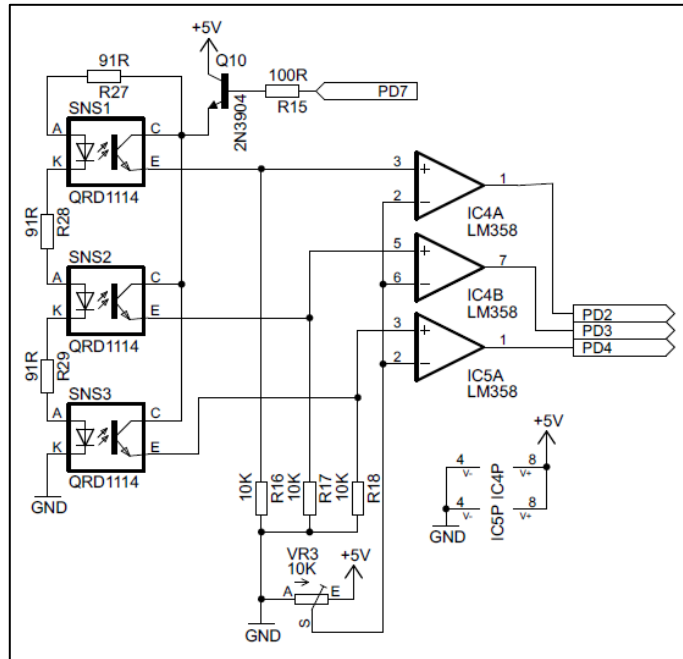 +5V
Q10
91R
R27
100R
R15
PD7
2N3904
SNS1
A
C
K
E
QRD1114
3
1
2
IC4A
LM358
91R
R28
SNS2
A
C
K
E
QRD1114
5
7
6
IC4B
LM358
PD2
PD3
PD4
91R
R29
SNS3
A
C
K
E
QRD1114
3
1
2
IC5A
LM358
GND
10K
R16
10K
R17
10K
R18
+5V
4
V-
8
V+
4
V-
8
V+
IC5P IC4P
GND
VR3
10K
+5V
A
E
S
GND